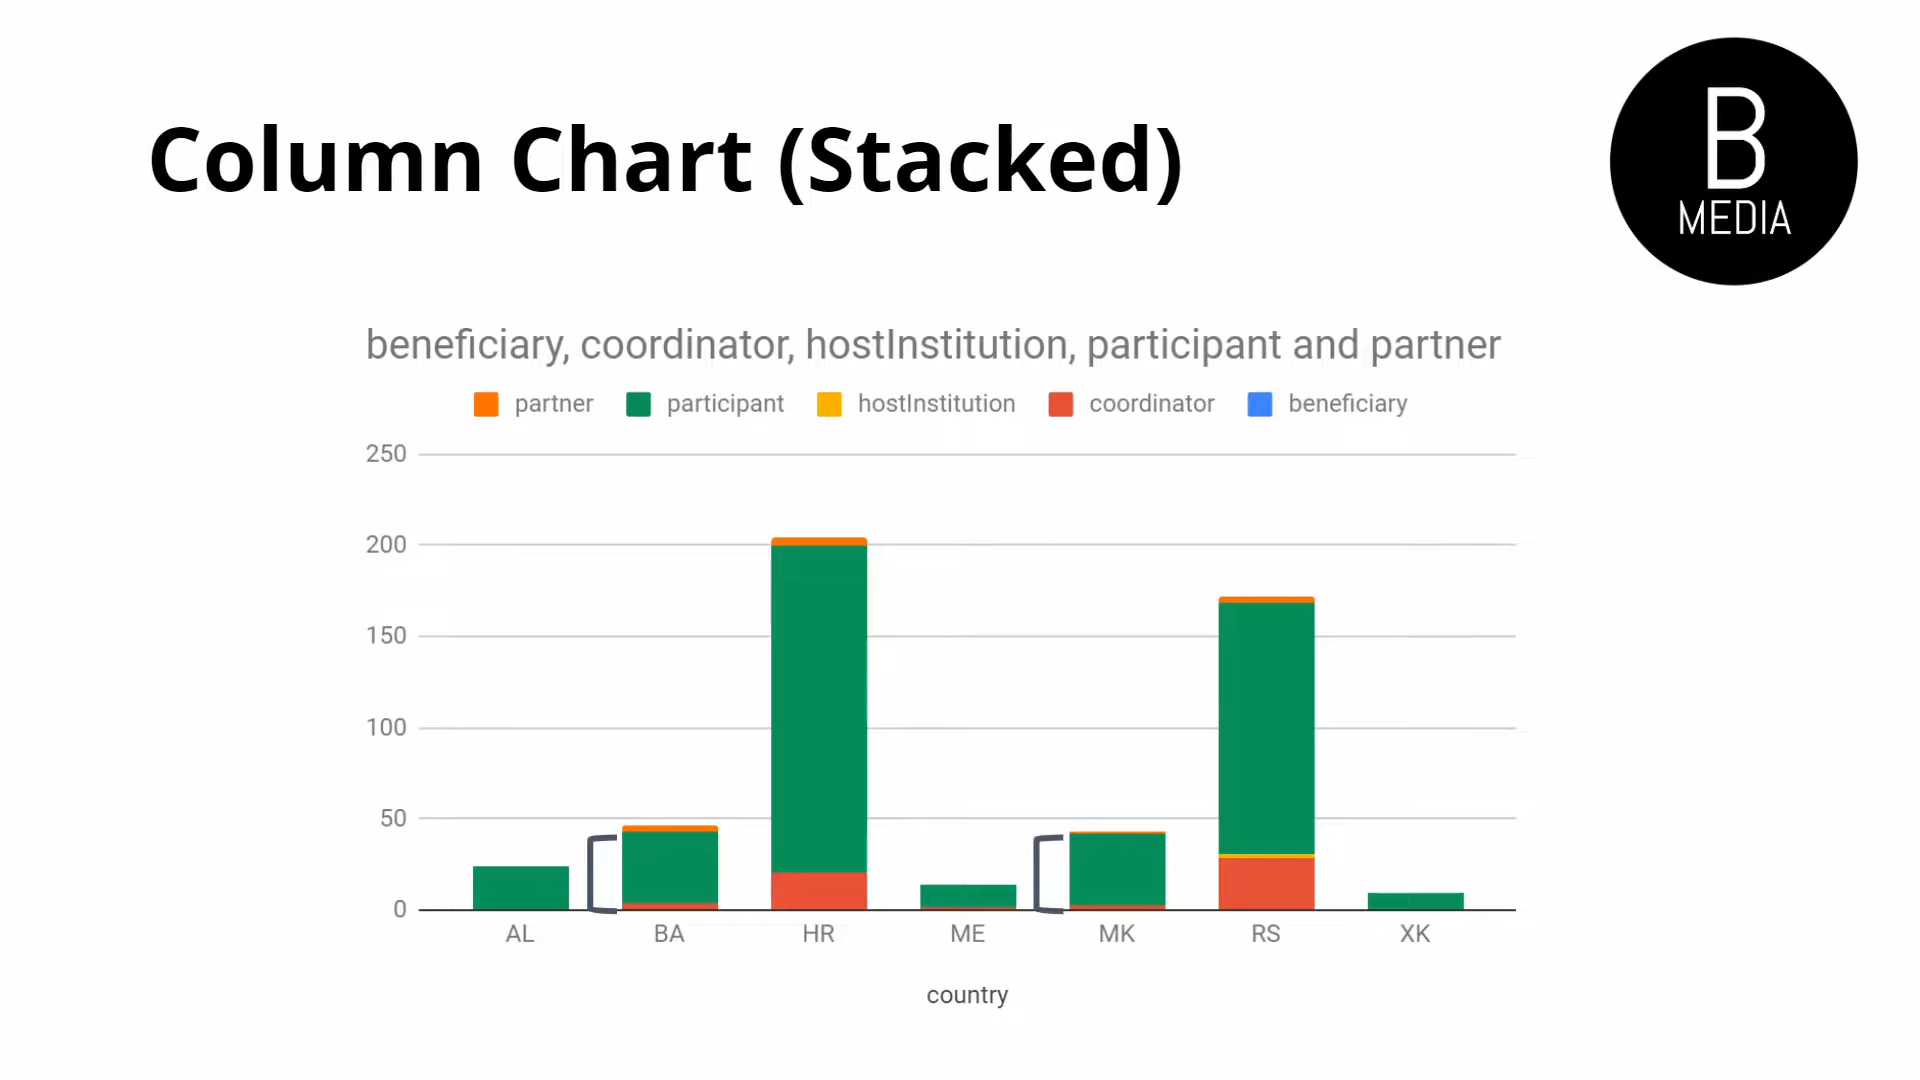 Column Chart (Stacked)
B
MEDIA
beneficiary, coordinator, hostInstitution, participant and partner
partner participant hostInstitution coordinator beneficiary
250
200
150
100
50
0
AL BA HR ME MK RS XK
country